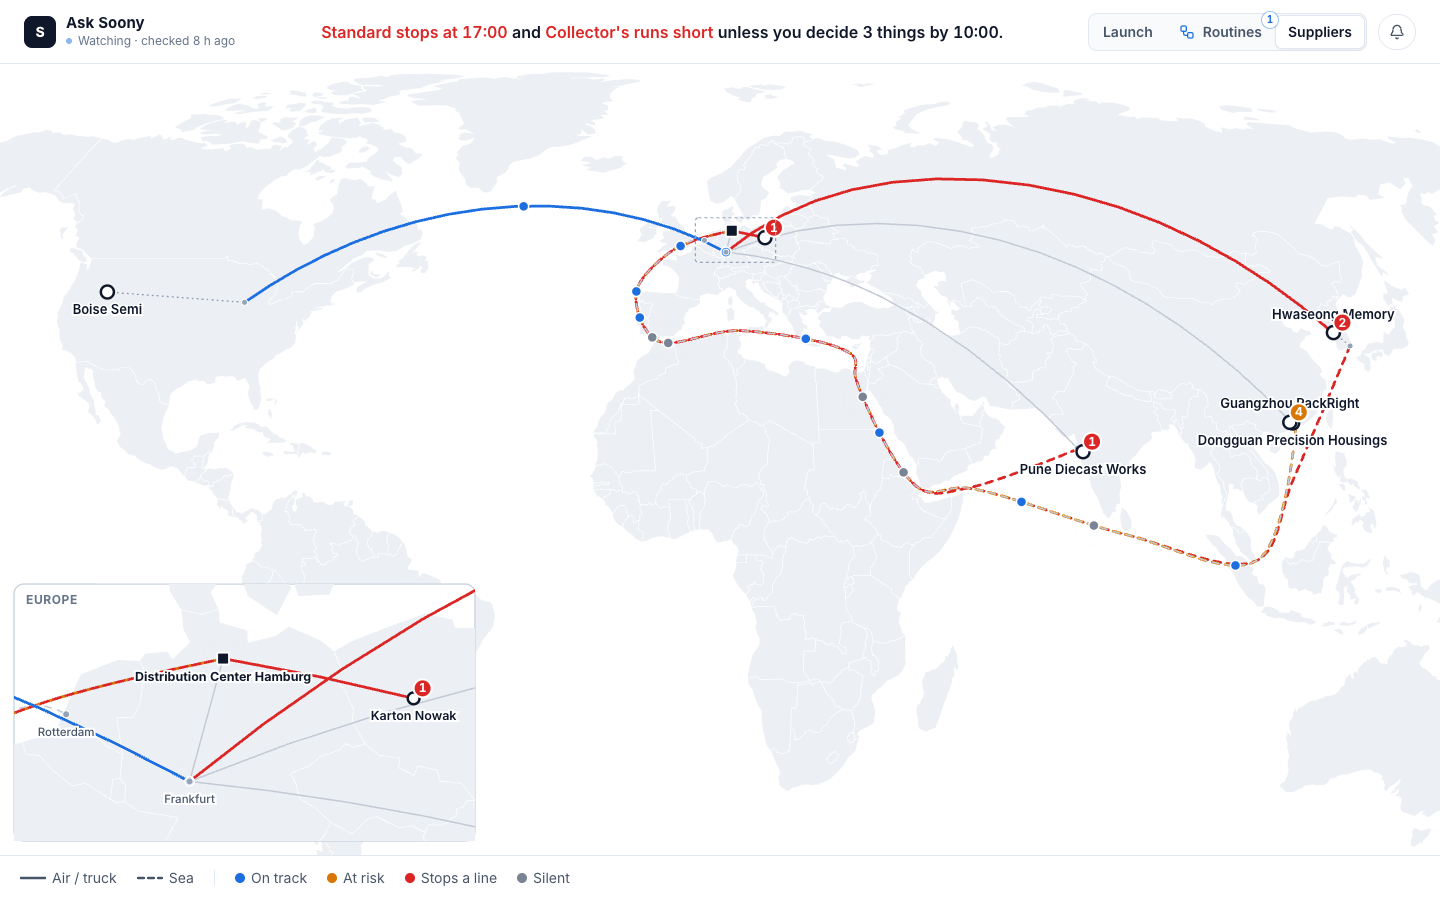 S
Ask Soony
Watching · checked 8 h ago
Standard stops at 17:00 and Collector's runs short unless you decide 3 things by 10:00.
Launch
Routines
1
Suppliers
Boise Semi
1
Hwaseong Memory
2
Guangzhou PackRight
4
Dongguan Precision Housings
1
Pune Diecast Works
EUROPE
Distribution Center Hamburg
1
Karton Nowak
Rotterdam
Frankfurt
Air / truck
Sea
On track
At risk
Stops a line
Silent